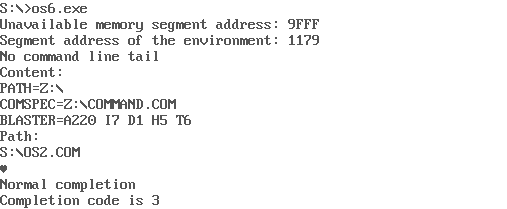 S:\>os6.exe
Unavailable memory segment address: 9FFF
Segment address of the environment: 1179
No command line tail
Content:
PATH=Z:\
COMSPEC=Z:\COMMAND.COM
BLASTER=A220 I7 D1 H5 T6
Path:
S:\OS2.COM
♥
Normal completion
Completion code is 3